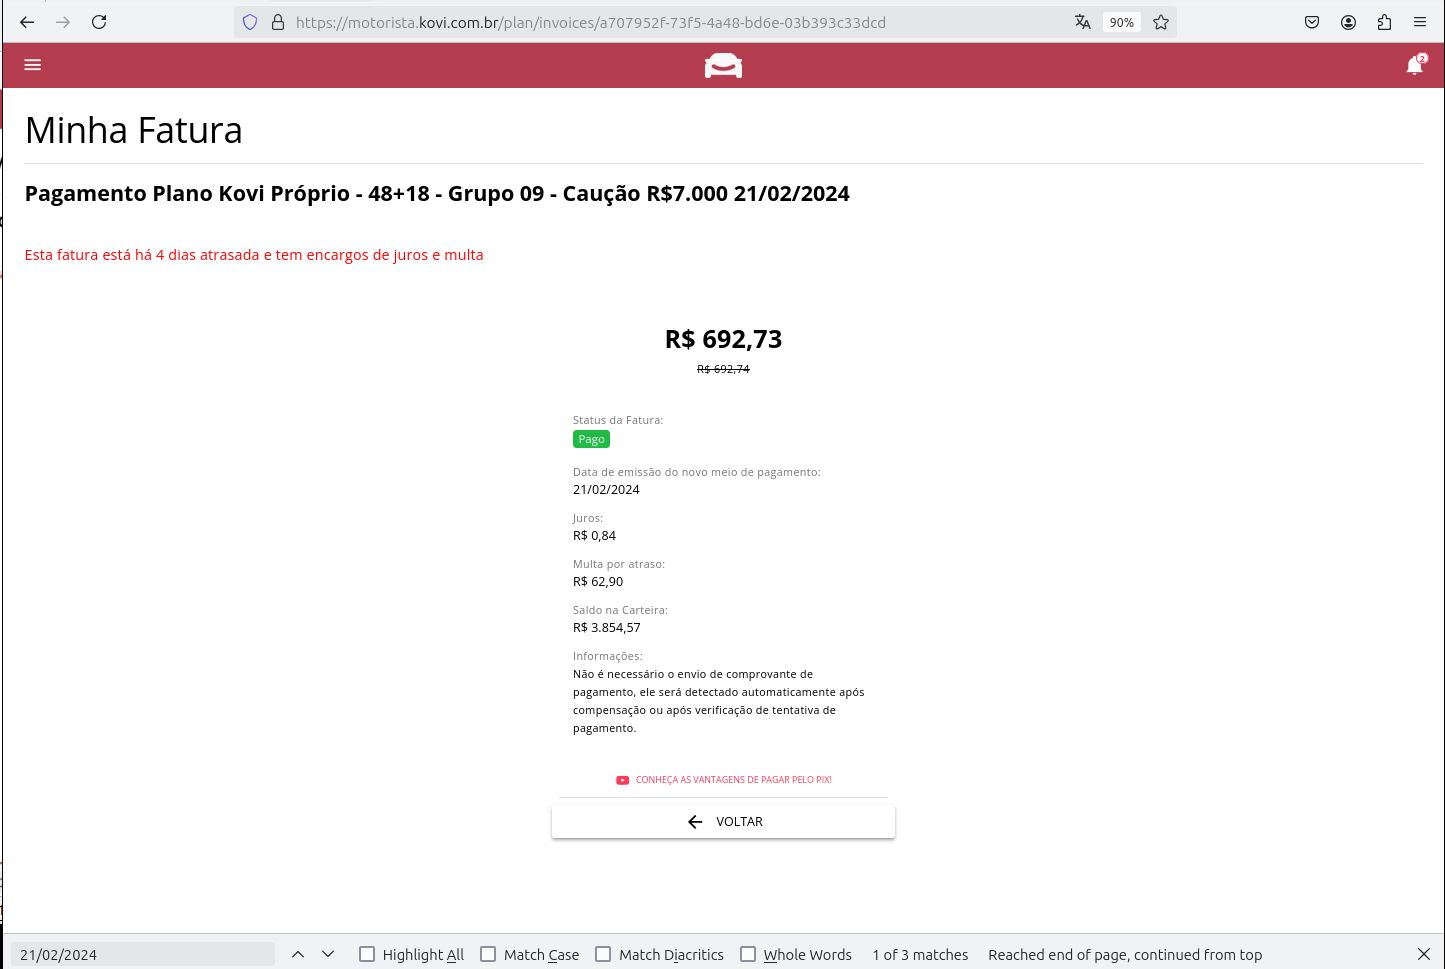 https://motorista.kovi.com.br/plan/invoices/a707952f-73f5-4a48-bd6e-03b393c33dcd
90%
2
Minha Fatura
Pagamento Plano Kovi Próprio - 48+18 - Grupo 09 - Caução R$7.000 21/02/2024
Esta fatura está há 4 dias atrasada e tem encargos de juros e multa
R$ 692,73
R$ 692,74
Status da Fatura:
Pago
Data de emissão do novo meio de pagamento:
21/02/2024
Juros:
R$ 0,84
Multa por atraso:
R$ 62,90
Saldo na Carteira:
R$ 3.854,57
Informações:
Não é necessário o envio de comprovante de
pagamento, ele será detectado automaticamente após
compensação ou após verificação de tentativa de
pagamento.
CONHEÇA AS VANTAGENS DE PAGAR PELO PIX!
VOLTAR
21/02/2024 Highlight All Match Case Match Diacritics Whole Words 1 of 3 matches Reached end of page, continued from top